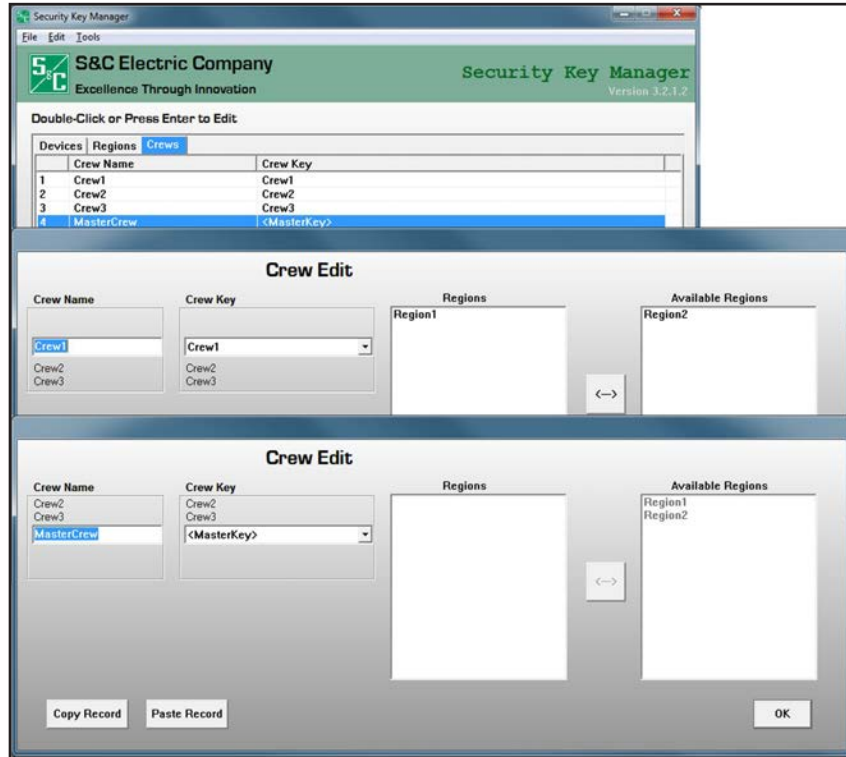 Security Key Manager
File Edit Tools
S&C Electric Company
Excellence Through Innovation
Security Key Manager
Version 3.2.1.2
Double-Click or Press Enter to Edit
Devices Regions Crews
Crew Name Crew Key
1 Crew1 Crew1
2 Crew2 Crew2
3 Crew3 Crew3
4 MasterCrew <MasterKey>
Crew Edit
Crew Name Crew Key Regions Available Regions
Region1 Region2
Crew1 Crew1
Crew2 Crew2
Crew3 Crew3
<-->
Crew Edit
Crew Name Crew Key Regions Available Regions
Crew2 Crew2 Region1
Crew3 Crew3 Region2
MasterCrew <MasterKey>
<-->
Copy Record Paste Record OK